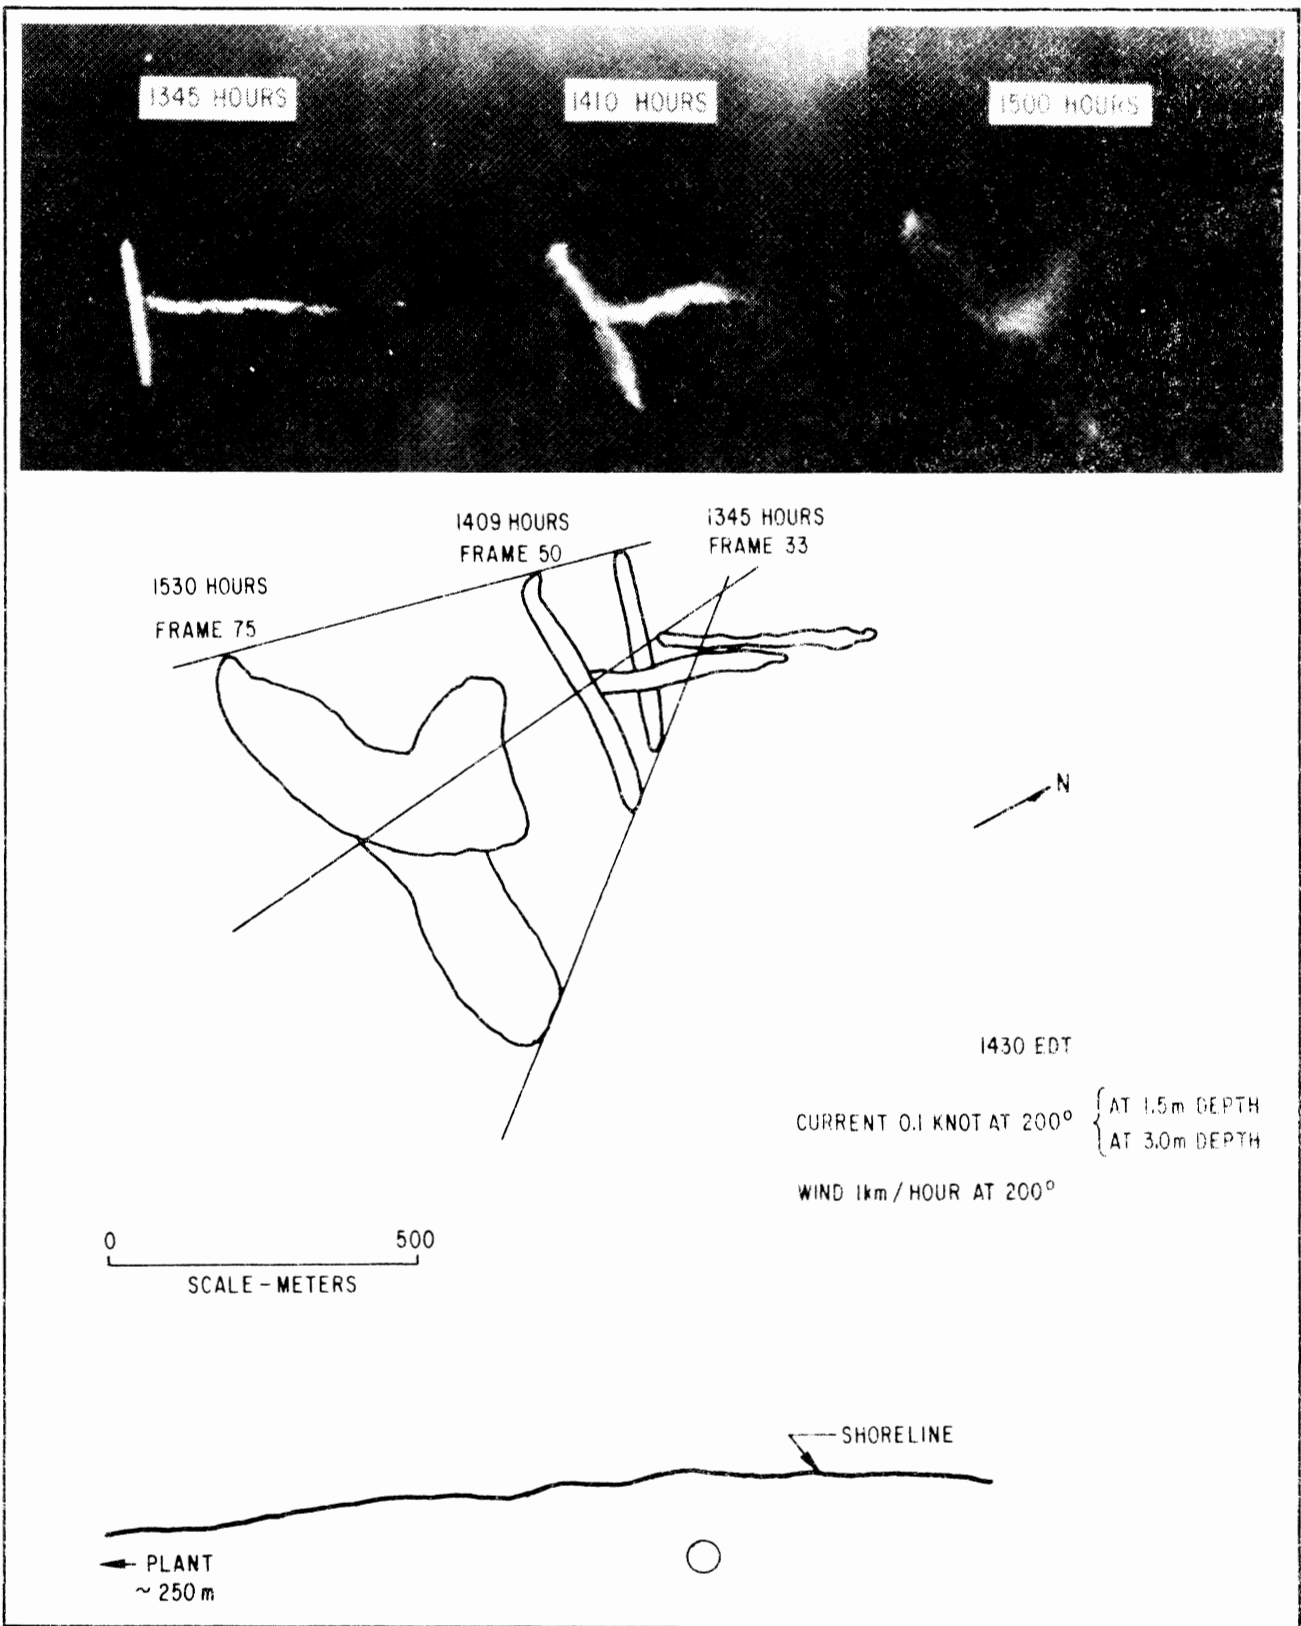 1345 HOURS
1410 HOURS
1500 HOURS
1409 HOURS
FRAME 50
1345 HOURS
FRAME 33
1530 HOURS
FRAME 75
N
1430 EDT
CURRENT 0.1 KNOT AT 200° { AT 1.5m DEPTH
AT 3.0m DEPTH
WIND 1km/HOUR AT 200°
0 500
SCALE-METERS
SHORELINE
PLANT
~ 250 m